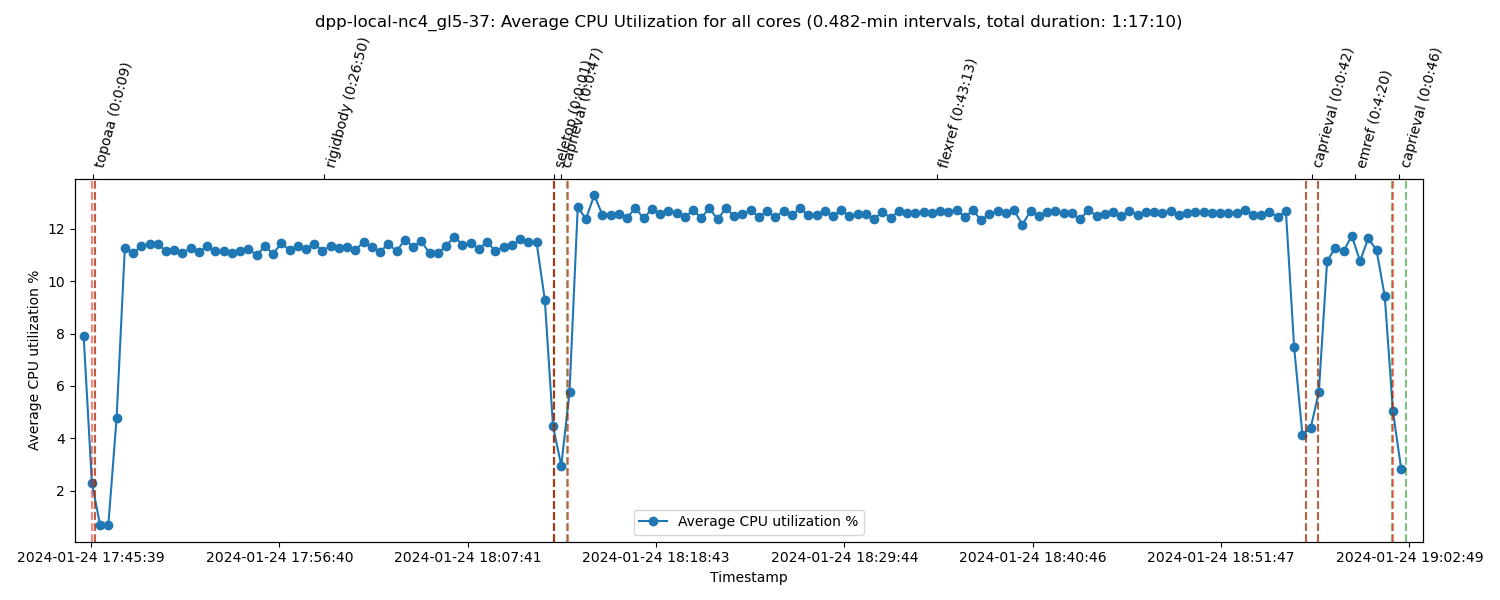 dpp-local-nc4_gl5-37: Average CPU Utilization for all cores (0.482-min intervals, total duration: 1:17:10)
topoaa (0:0:09)
rigidbody (0:26:50)
seletop (0:0:01)
caprieval (0:0:47)
flexref (0:43:13)
caprieval (0:0:42)
emref (0:4:20)
caprieval (0:0:46)
Average CPU utilization %
12
10
8
6
4
2
Average CPU utilization %
2024-01-24 17:45:39
2024-01-24 17:56:40
2024-01-24 18:07:41
2024-01-24 18:18:43
2024-01-24 18:29:44
2024-01-24 18:40:46
2024-01-24 18:51:47
2024-01-24 19:02:49
Timestamp